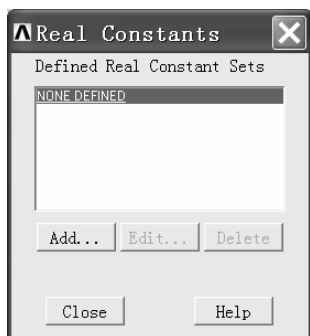 Real Constants
Defined Real Constant Sets
NONE DEFINED
Add... Edit... Delete
Close Help